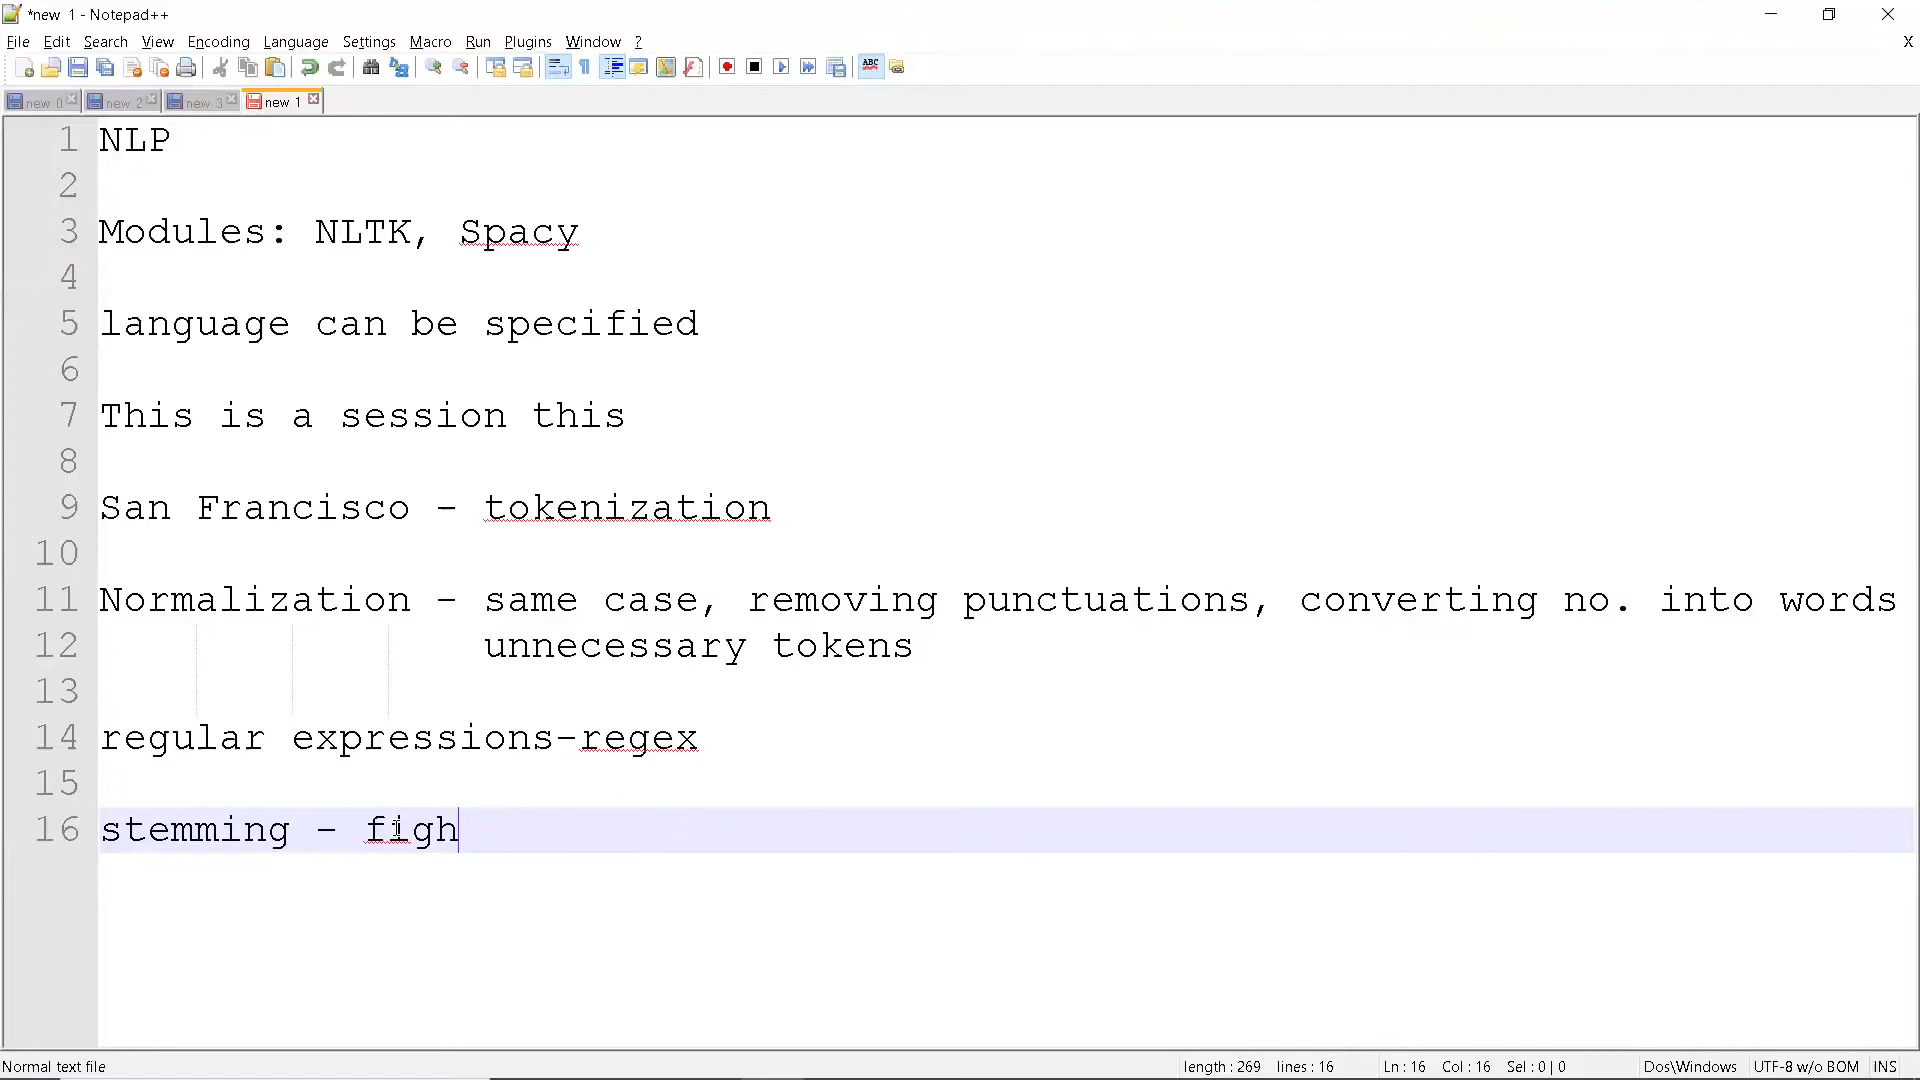 *new 1 - Notepad++
File Edit Search View Encoding Language Settings Macro Run Plugins Window ? X
ABC
new 0 new 2 new 3 new 1
1 NLP
2
3 Modules: NLTK, Spacy
4
5 language can be specified
6
7 This is a session this
8
9 San Francisco - tokenization
10
11 Normalization - same case, removing punctuations, converting no. into words
12 unnecessary tokens
13
14 regular expressions-regex
15
16 stemming - figh
Normal text file length : 269 lines : 16 Ln : 16 Col : 16 Sel : 0 | 0 Dos\Windows UTF-8 w/o BOM INS